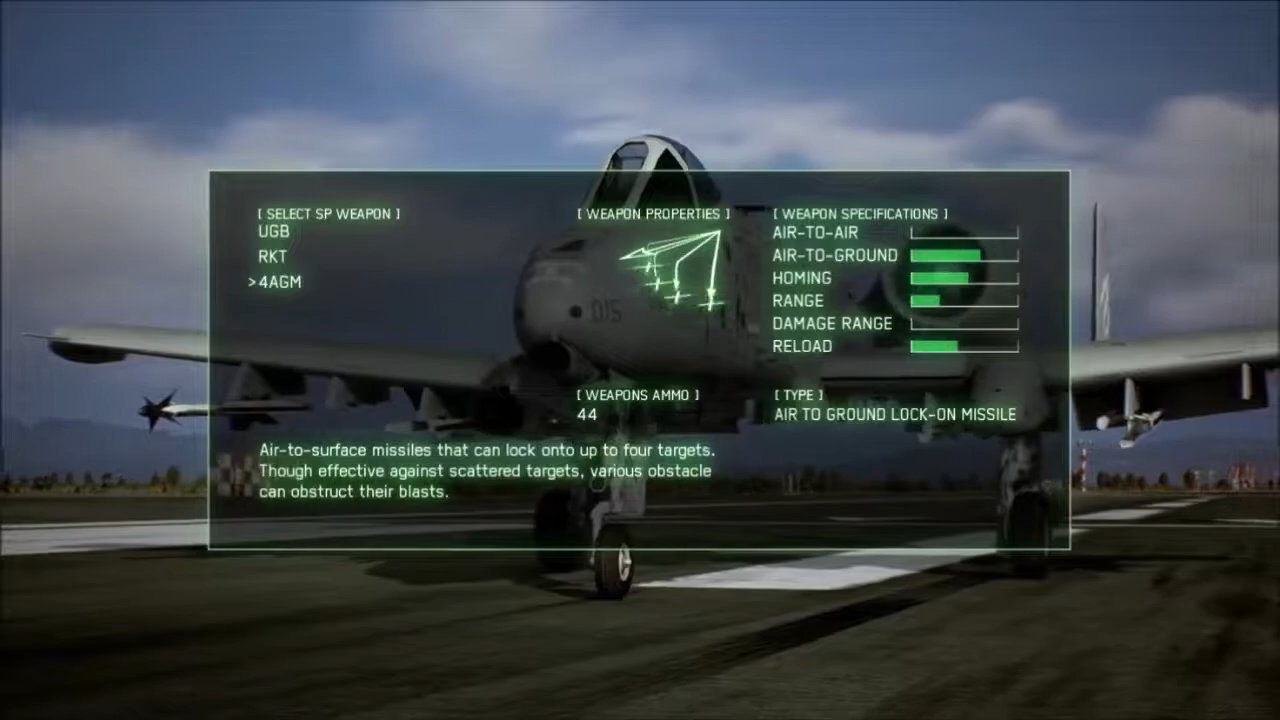 [ SELECT SP WEAPON ]
UGB
RKT
>4AGM
[ WEAPON PROPERTIES ]
[ WEAPON SPECIFICATIONS ]
AIR-TO-AIR
AIR-TO-GROUND
HOMING
RANGE
DAMAGE RANGE
RELOAD
015
[ WEAPONS AMMO ]
44
[ TYPE ]
AIR TO GROUND LOCK-ON MISSILE
Air-to-surface missiles that can lock onto up to four targets.
Though effective against scattered targets, various obstacle
can obstruct their blasts.